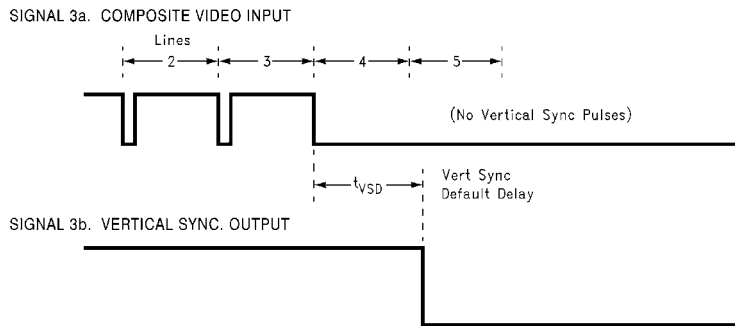 SIGNAL 3a. COMPOSITE VIDEO INPUT
Lines
2 3 4 5
(No Vertical Sync Pulses)
tVSD
Vert Sync
Default Delay
SIGNAL 3b. VERTICAL SYNC. OUTPUT